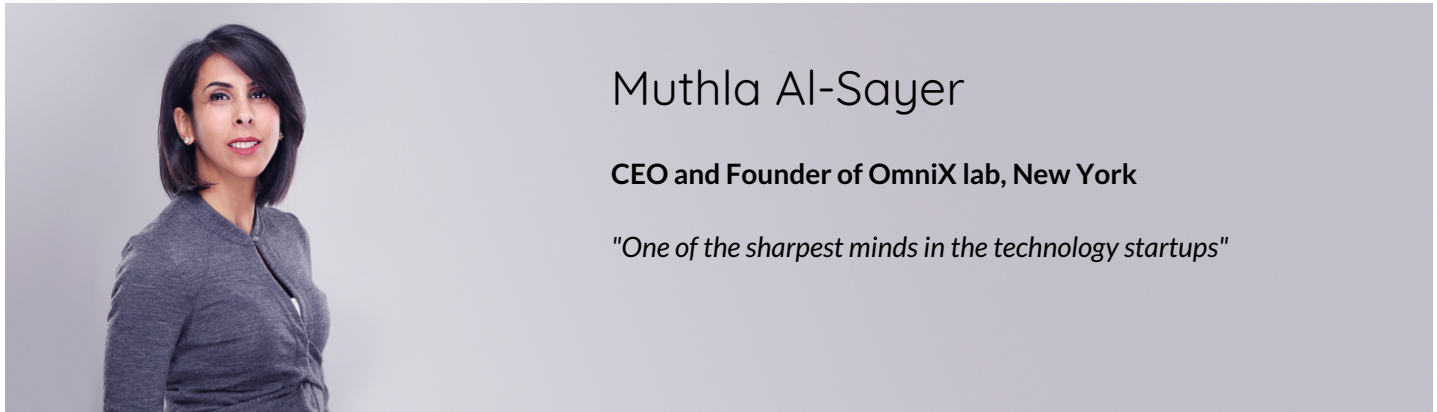 Muthla Al-Sayer
CEO and Founder of OmniX lab, New York
"One of the sharpest minds in the technology startups"